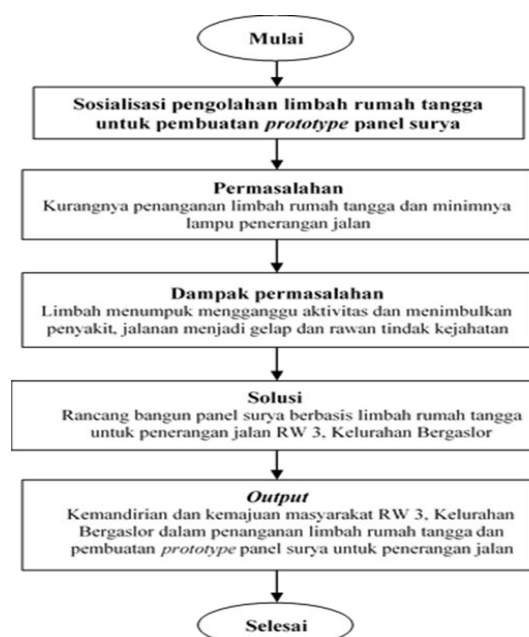 Mulai
Sosialisasi pengolahan limbah rumah tangga
untuk pembuatan prototype panel surya
Permasalahan
Kurangnya penanganan limbah rumah tangga dan minimnya
lampu penerangan jalan
Dampak permasalahan
Limbah menumpuk mengganggu aktivitas dan menimbulkan
penyakit, jalanan menjadi gelap dan rawan tindak kejahatan
Solusi
Rancang bangun panel surya berbasis limbah rumah tangga
untuk penerangan jalan RW 3, Kelurahan Bergaslor
Output
Kemandirian dan kemajuan masyarakat RW 3, Kelurahan
Bergaslor dalam penanganan limbah rumah tangga dan
pembuatan prototype panel surya untuk penerangan jalan
Selesai